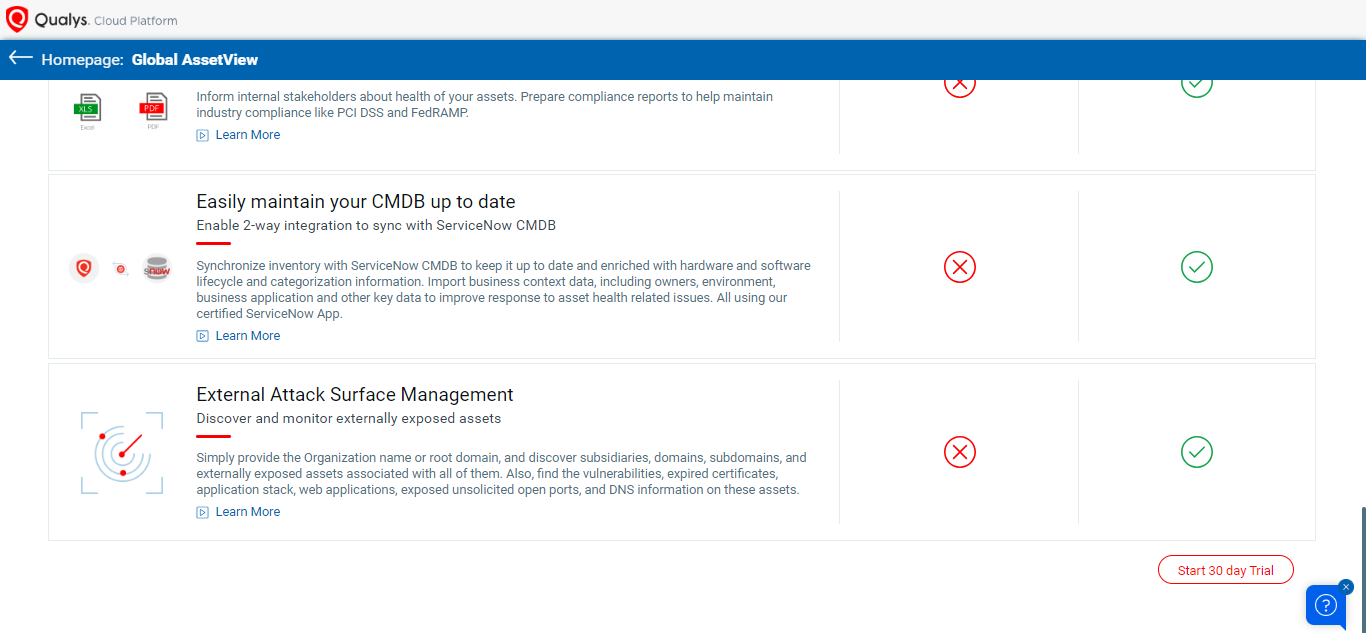 Qualys. Cloud Platform
Homepage: Global AssetView
XLS
Excel
PDF
PDF
Inform internal stakeholders about health of your assets. Prepare compliance reports to help maintain
industry compliance like PCI DSS and FedRAMP.
Learn More
Easily maintain your CMDB up to date
Enable 2-way integration to sync with ServiceNow CMDB
snow
Synchronize inventory with ServiceNow CMDB to keep it up to date and enriched with hardware and software
lifecycle and categorization information. Import business context data, including owners, environment,
business application and other key data to improve response to asset health related issues. All using our
certified ServiceNow App.
Learn More
External Attack Surface Management
Discover and monitor externally exposed assets
Simply provide the Organization name or root domain, and discover subsidiaries, domains, subdomains, and
externally exposed assets associated with all of them. Also, find the vulnerabilities, expired certificates,
application stack, web applications, exposed unsolicited open ports, and DNS information on these assets.
Learn More
Start 30 day Trial
?